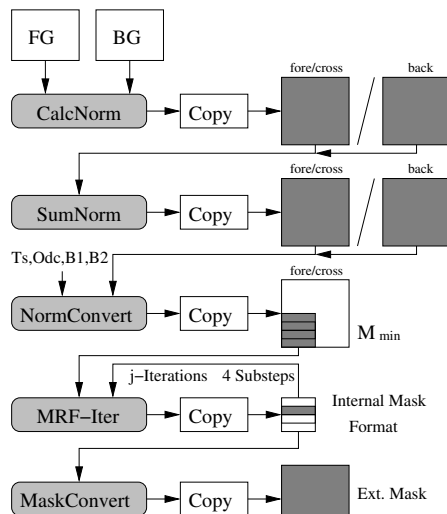 FG
BG
fore/cross
back
CalcNorm
Copy
fore/cross
back
SumNorm
Copy
Ts,Odc,B1,B2
fore/cross
NormConvert
Copy
M min
j-Iterations 4 Substeps
MRF-Iter
Copy
Internal Mask
Format
MaskConvert
Copy
Ext. Mask